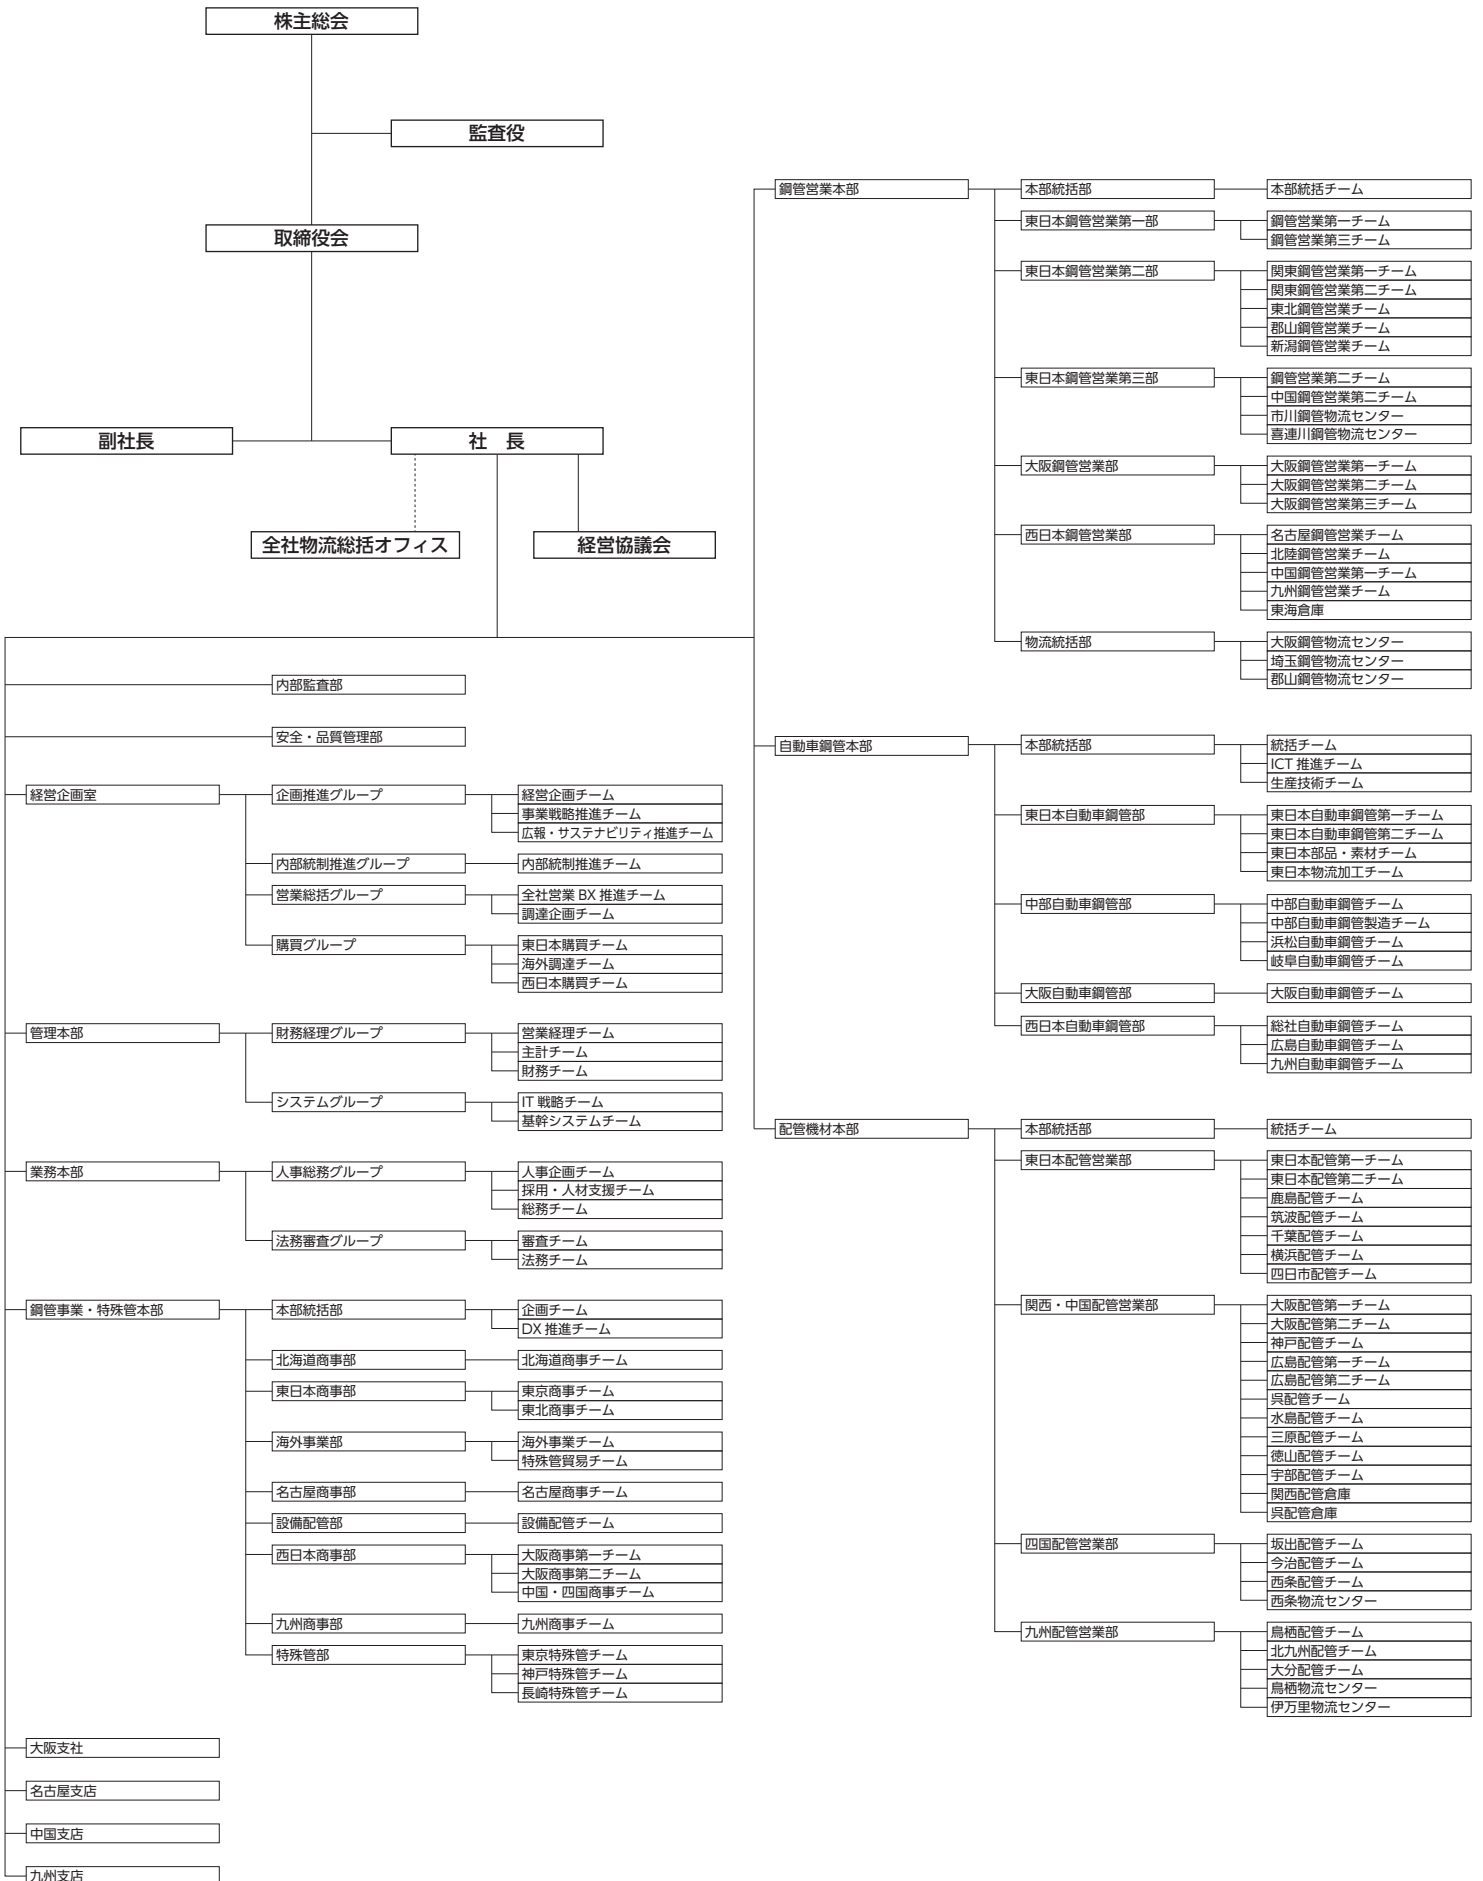 株主総会
監査役
取締役会
副社長
社　長
全社物流総括オフィス
経営協議会
内部監査部
安全・品質管理部
経営企画室
企画推進グループ
経営企画チーム
事業戦略推進チーム
広報・サステナビリティ推進チーム
内部統制推進グループ
内部統制推進チーム
営業総括グループ
全社営業 BX 推進チーム
調達企画チーム
購買グループ
東日本購買チーム
海外調達チーム
西日本購買チーム
管理本部
財務経理グループ
営業経理チーム
主計チーム
財務チーム
システムグループ
IT 戦略チーム
基幹システムチーム
業務本部
人事総務グループ
人事企画チーム
採用・人材支援チーム
総務チーム
法務審査グループ
審査チーム
法務チーム
鋼管事業・特殊管本部
本部統括部
企画チーム
DX 推進チーム
北海道商事部
北海道商事チーム
東日本商事部
東京商事チーム
東北商事チーム
海外事業部
海外事業チーム
特殊管貿易チーム
名古屋商事部
名古屋商事チーム
設備配管部
設備配管チーム
西日本商事部
大阪商事第一チーム
大阪商事第二チーム
中国・四国商事チーム
九州商事部
九州商事チーム
特殊管部
東京特殊管チーム
神戸特殊管チーム
長崎特殊管チーム
大阪支社
名古屋支店
中国支店
九州支店
鋼管営業本部
本部統括部
本部統括チーム
東日本鋼管営業第一部
鋼管営業第一チーム
鋼管営業第三チーム
東日本鋼管営業第二部
関東鋼管営業第一チーム
関東鋼管営業第二チーム
東北鋼管営業チーム
郡山鋼管営業チーム
新潟鋼管営業チーム
東日本鋼管営業第三部
鋼管営業第二チーム
中国鋼管営業第二チーム
市川鋼管物流センター
喜連川鋼管物流センター
大阪鋼管営業部
大阪鋼管営業第一チーム
大阪鋼管営業第二チーム
大阪鋼管営業第三チーム
西日本鋼管営業部
名古屋鋼管営業チーム
北陸鋼管営業チーム
中国鋼管営業第一チーム
九州鋼管営業チーム
東海倉庫
物流統括部
大阪鋼管物流センター
埼玉鋼管物流センター
郡山鋼管物流センター
自動車鋼管本部
本部統括部
統括チーム
ICT 推進チーム
生産技術チーム
東日本自動車鋼管部
東日本自動車鋼管第一チーム
東日本自動車鋼管第二チーム
東日本部品・素材チーム
東日本物流加工チーム
中部自動車鋼管部
中部自動車鋼管チーム
中部自動車鋼管製造チーム
浜松自動車鋼管チーム
岐阜自動車鋼管チーム
大阪自動車鋼管部
大阪自動車鋼管チーム
西日本自動車鋼管部
総社自動車鋼管チーム
広島自動車鋼管チーム
九州自動車鋼管チーム
配管機材本部
本部統括部
統括チーム
東日本配管営業部
東日本配管第一チーム
東日本配管第二チーム
鹿島配管チーム
筑波配管チーム
千葉配管チーム
横浜配管チーム
四日市配管チーム
関西・中国配管営業部
大阪配管第一チーム
大阪配管第二チーム
神戸配管チーム
広島配管第一チーム
広島配管第二チーム
呉配管チーム
水島配管チーム
三原配管チーム
徳山配管チーム
宇部配管チーム
関西配管倉庫
呉配管倉庫
四国配管営業部
坂出配管チーム
今治配管チーム
西条配管チーム
西条物流センター
九州配管営業部
鳥栖配管チーム
北九州配管チーム
大分配管チーム
鳥栖物流センター
伊万里物流センター